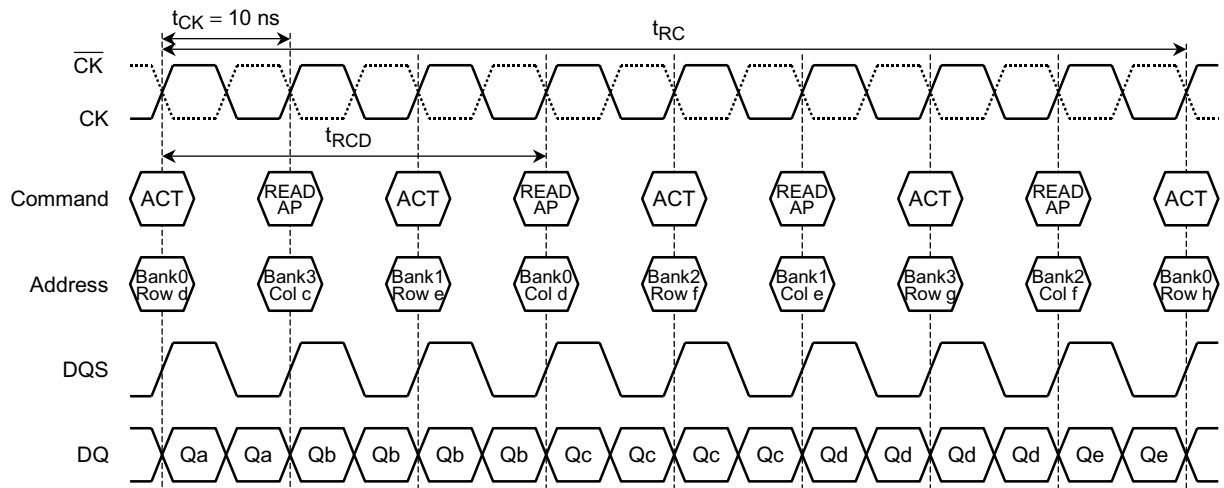 tCK = 10 ns
tRC
CK
CK
tRCD
Command ACT READ AP ACT READ AP ACT READ AP ACT READ AP ACT
Address Bank0 Row d Bank3 Col c Bank1 Row e Bank0 Col d Bank2 Row f Bank1 Col e Bank3 Row g Bank2 Col f Bank0 Row h
DQS
DQ Qa Qa Qb Qb Qb Qb Qc Qc Qc Qc Qd Qd Qd Qd Qe Qe